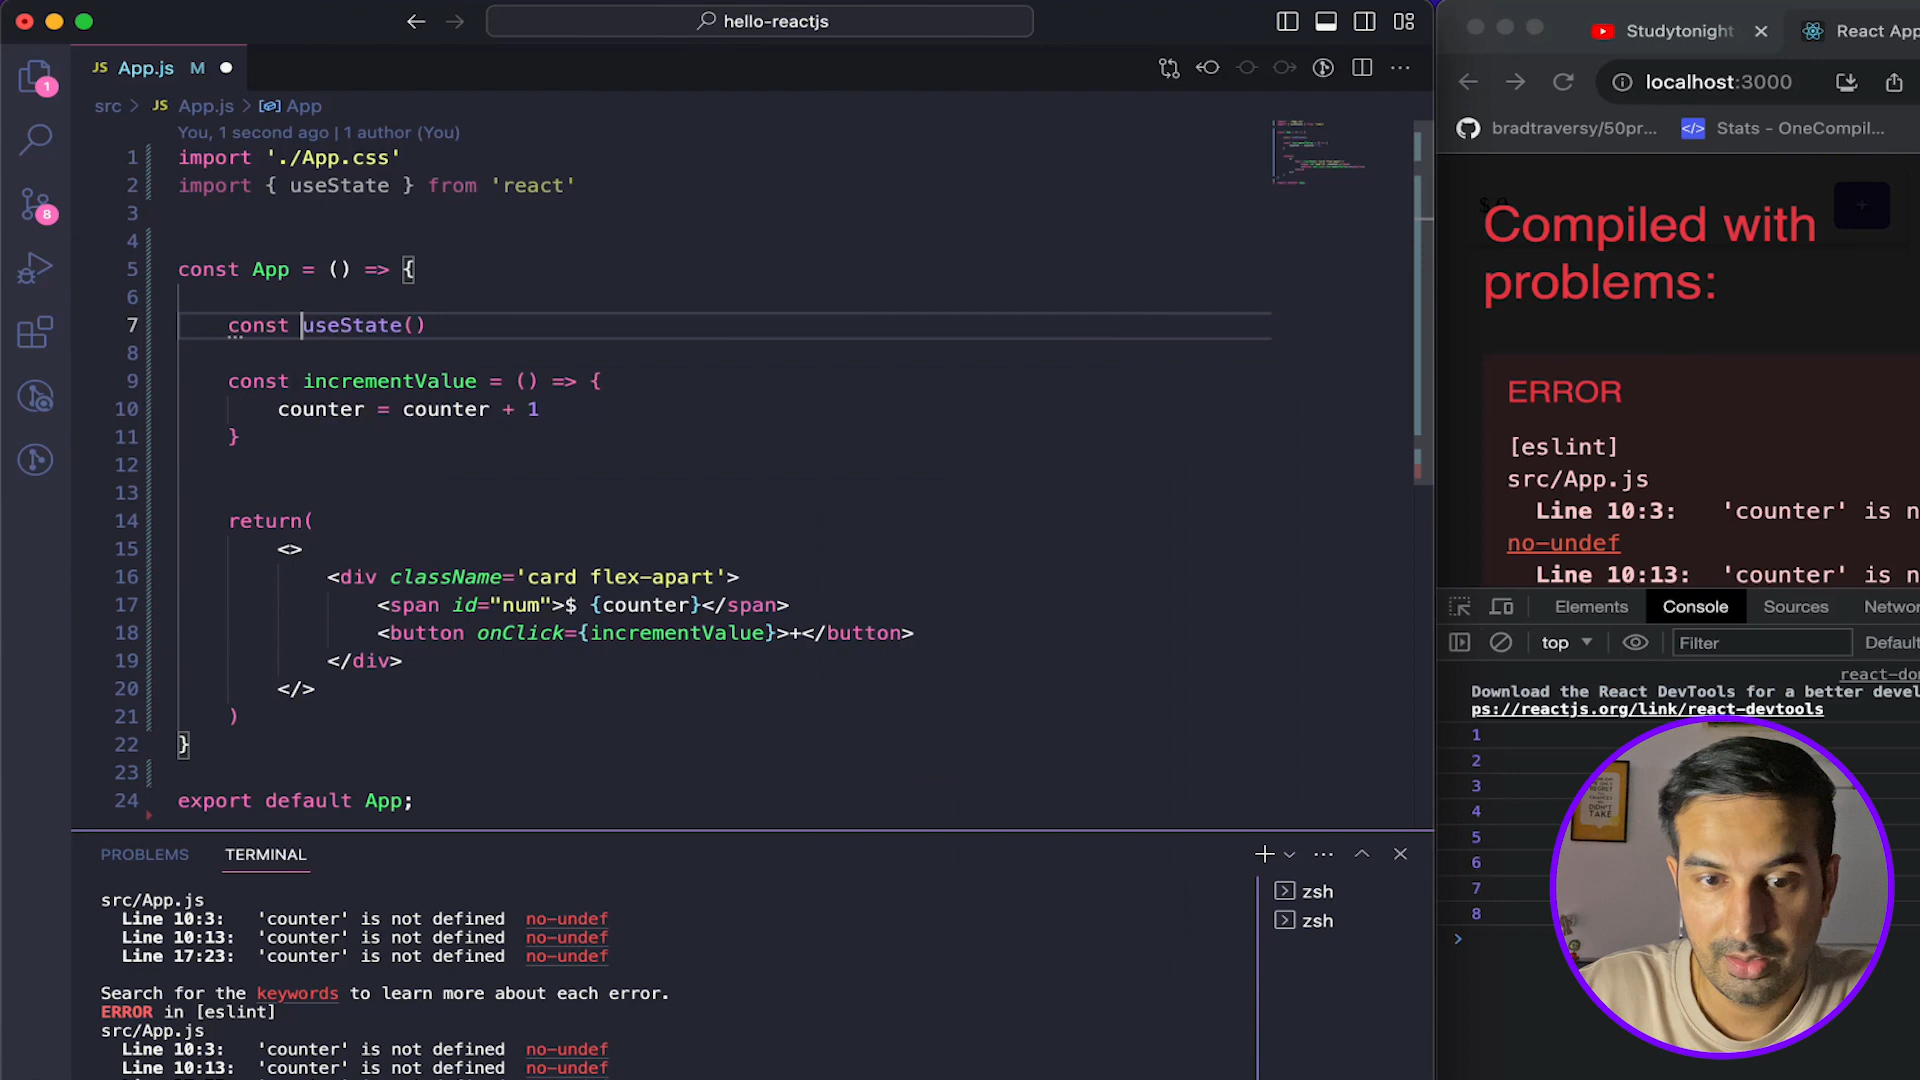 hello-reactjs
JS App.js M
src > JS App.js > App
You, 1 second ago | 1 author (You)
1 import './App.css'
2 import { useState } from 'react'
3
4
5 const App = () => {
6
7 const useState()
8
9 const incrementValue = () => {
10 counter = counter + 1
11 }
12
13
14 return(
15 <>
16 <div className='card flex-apart'>
17 <span id="num">$ {counter}</span>
18 <button onClick={incrementValue}>+</button>
19 </div>
20 </>
21 )
22 }
23
24 export default App;
1
8
PROBLEMS TERMINAL
src/App.js
Line 10:3: 'counter' is not defined no-undef
Line 10:13: 'counter' is not defined no-undef
Line 17:23: 'counter' is not defined no-undef
Search for the keywords to learn more about each error.
ERROR in [eslint]
src/App.js
Line 10:3: 'counter' is not defined no-undef
Line 10:13: 'counter' is not defined no-undef
zsh
zsh
Studytonight
React App
localhost:3000
bradtraversy/50pr...
</> Stats - OneCompil...
+
Compiled with
problems:
ERROR
[eslint]
src/App.js
Line 10:3: 'counter' is n
no-undef
Line 10:13: 'counter' is n
Elements Console Sources Networ
top Filter Default
react-do
Download the React DevTools for a better devel
ps://reactjs.org/link/react-devtools
1
2
3
4
5
6
7
8